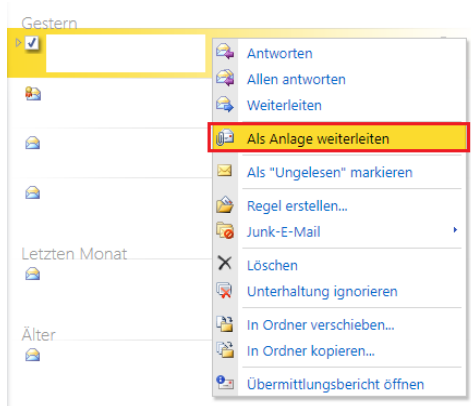 Gestern
Antworten
Allen antworten
Weiterleiten
Als Anlage weiterleiten
Als "Ungelesen" markieren
Regel erstellen...
Junk-E-Mail
Letzten Monat
Löschen
Unterhaltung ignorieren
In Ordner verschieben...
Älter
In Ordner kopieren...
Übermittlungsbericht öffnen